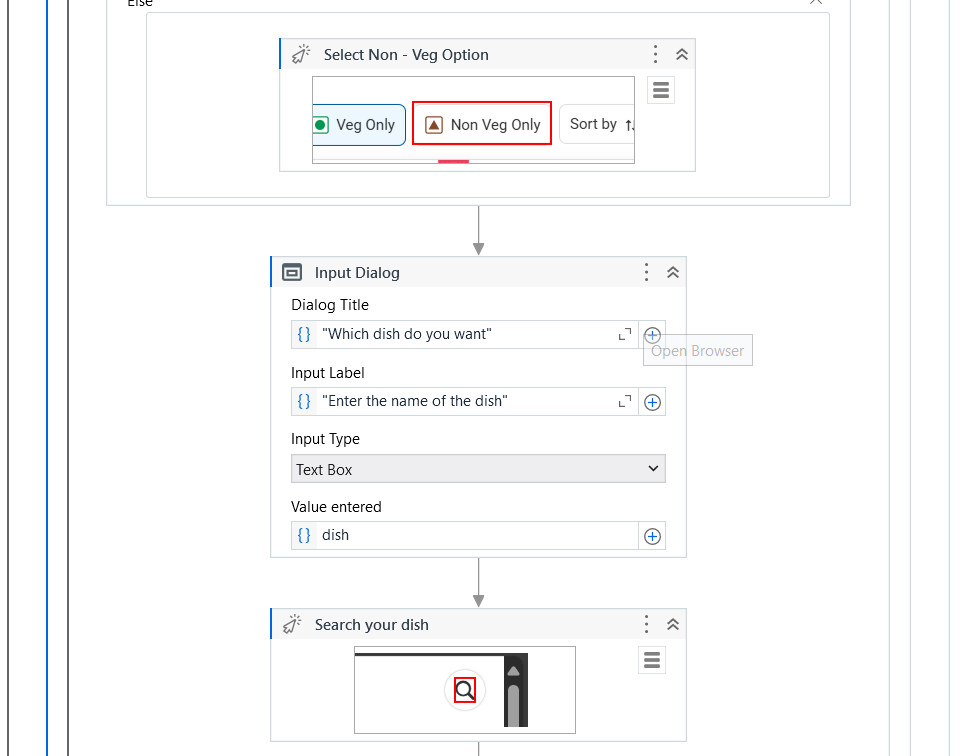 Else
Select Non - Veg Option
Veg Only
Non Veg Only
Sort by
Input Dialog
Dialog Title
{} "Which dish do you want"
Open Browser
Input Label
{} "Enter the name of the dish"
Input Type
Text Box
Value entered
{} dish
Search your dish